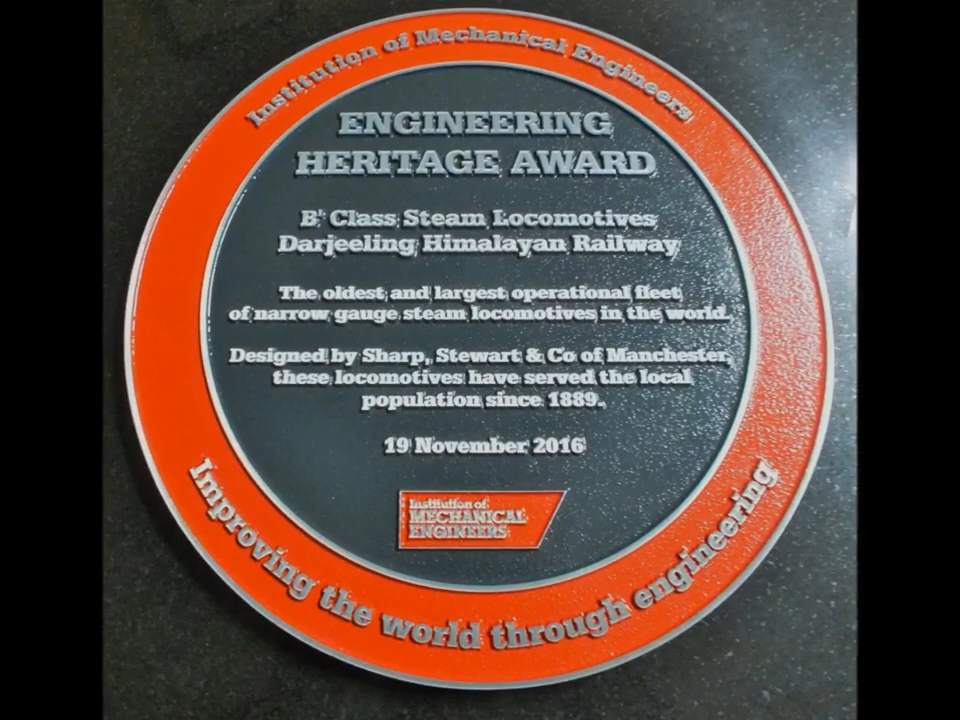 Institution of Mechanical Engineers
ENGINEERING
HERITAGE AWARD
B' Class Steam Locomotives
Darjeeling Himalayan Railway
The oldest and largest operational fleet
of narrow gauge steam locomotives in the world.
Designed by Sharp, Stewart & Co of Manchester,
these locomotives have served the local
population since 1889.
19 November 2016
Institution of
MECHANICAL
ENGINEERS
Improving the world through engineering